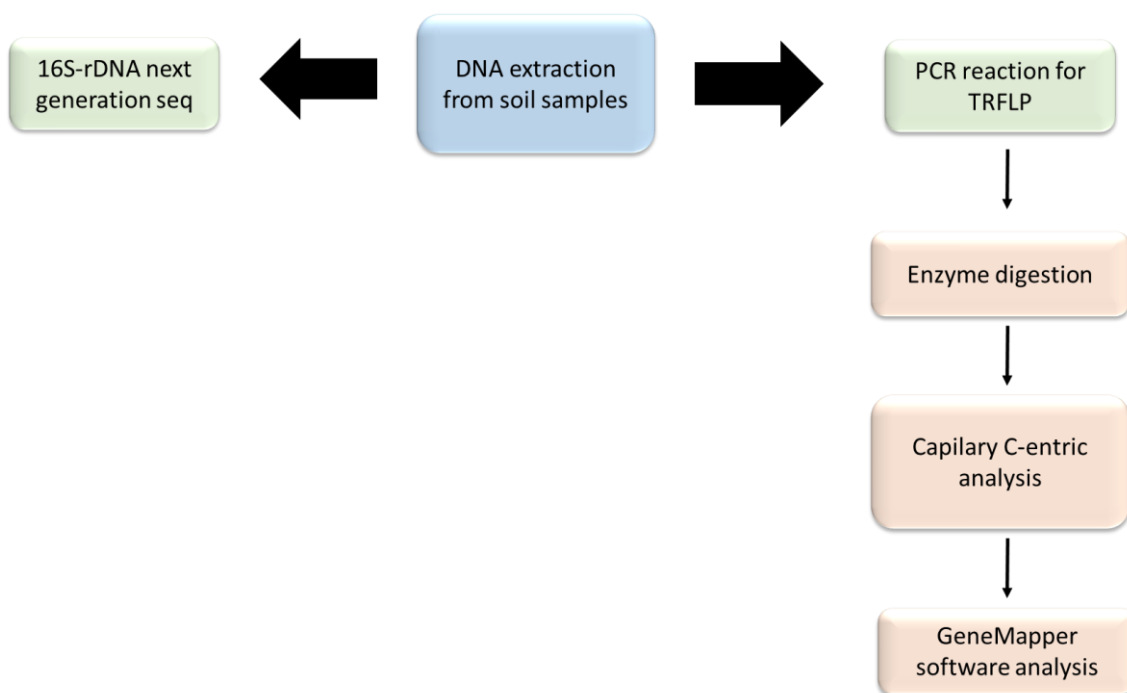 16S-rDNA next
generation seq
DNA extraction
from soil samples
PCR reaction for
TRFLP
Enzyme digestion
Capilary C-entric
analysis
GeneMapper
software analysis